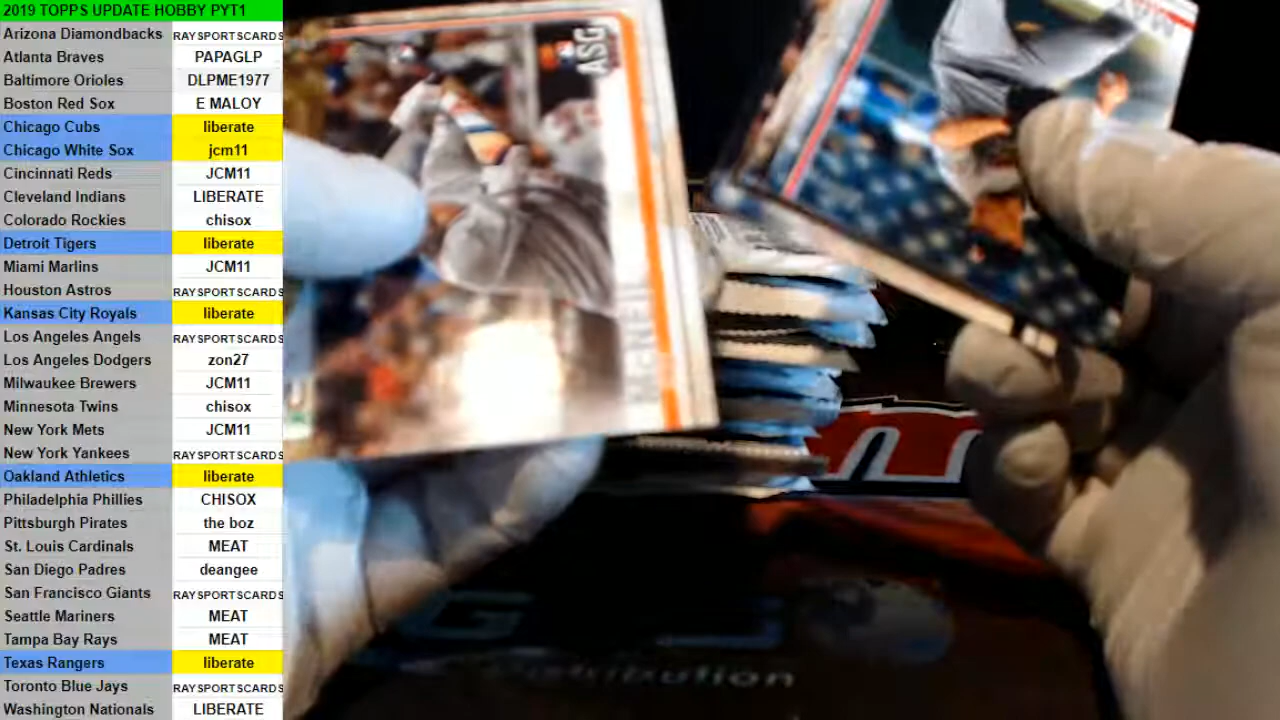 2019 TOPPS UPDATE HOBBY PYT1
Arizona Diamondbacks RAYSPORTSCARDS
Atlanta Braves PAPAGLP
Baltimore Orioles DLPME1977
Boston Red Sox E MALOY
Chicago Cubs liberate
Chicago White Sox jcm11
Cincinnati Reds JCM11
Cleveland Indians LIBERATE
Colorado Rockies chisox
Detroit Tigers liberate
Miami Marlins JCM11
Houston Astros RAYSPORTSCARDS
Kansas City Royals liberate
Los Angeles Angels RAYSPORTSCARDS
Los Angeles Dodgers zon27
Milwaukee Brewers JCM11
Minnesota Twins chisox
New York Mets JCM11
New York Yankees RAYSPORTSCARDS
Oakland Athletics liberate
Philadelphia Phillies CHISOX
Pittsburgh Pirates the boz
St. Louis Cardinals MEAT
San Diego Padres deangee
San Francisco Giants RAYSPORTSCARDS
Seattle Mariners MEAT
Tampa Bay Rays MEAT
Texas Rangers liberate
Toronto Blue Jays RAYSPORTSCARDS
Washington Nationals LIBERATE
ASG
McNEIL